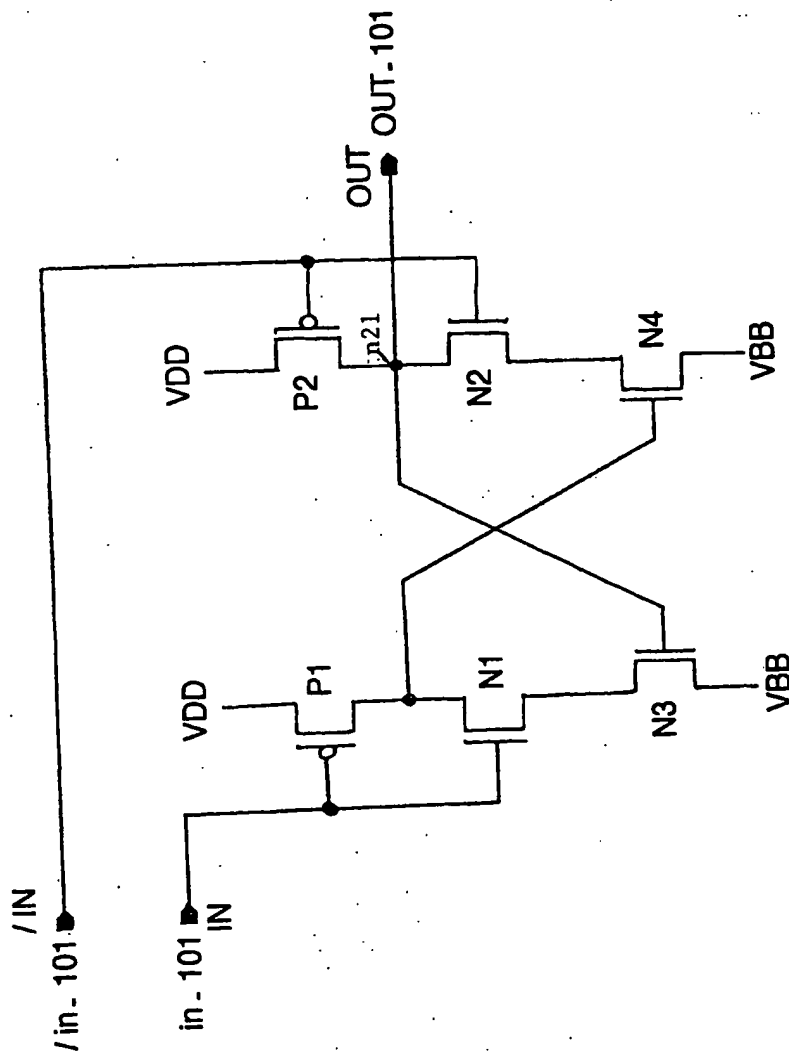 / IN
/ in - 101
in - 101
IN
VDD
P1
N1
N3
VBB
VDD
P2
n21
N2
N4
VBB
OUT
OUT - 101